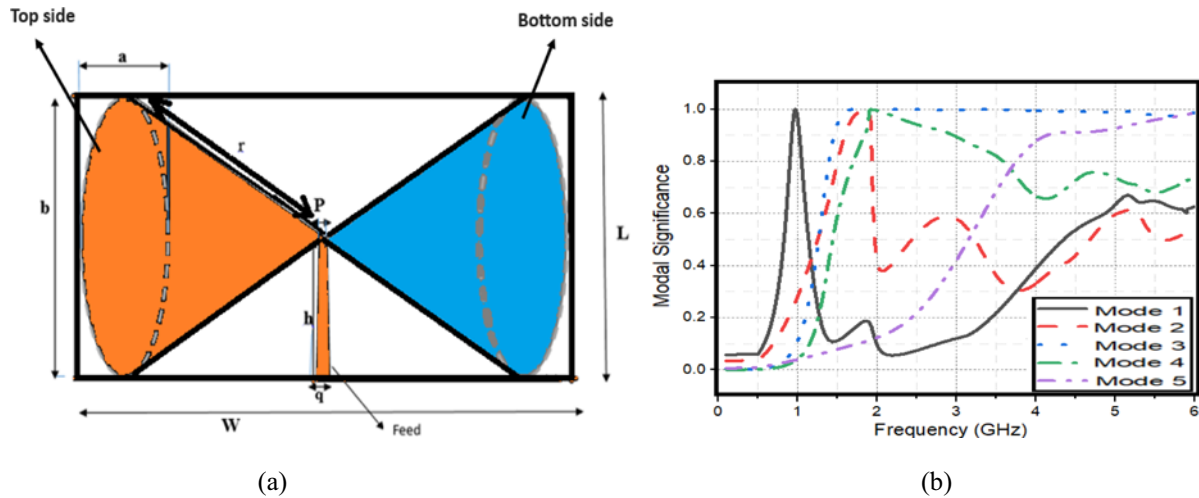 Top side
Bottom side
a
r
P
b
L
h
q
W
Feed
(a)
Modal Significance
1.0
0.8
0.6
0.4
0.2
0.0
Mode 1
Mode 2
Mode 3
Mode 4
Mode 5
0 1 2 3 4 5 6
Frequency (GHz)
(b)